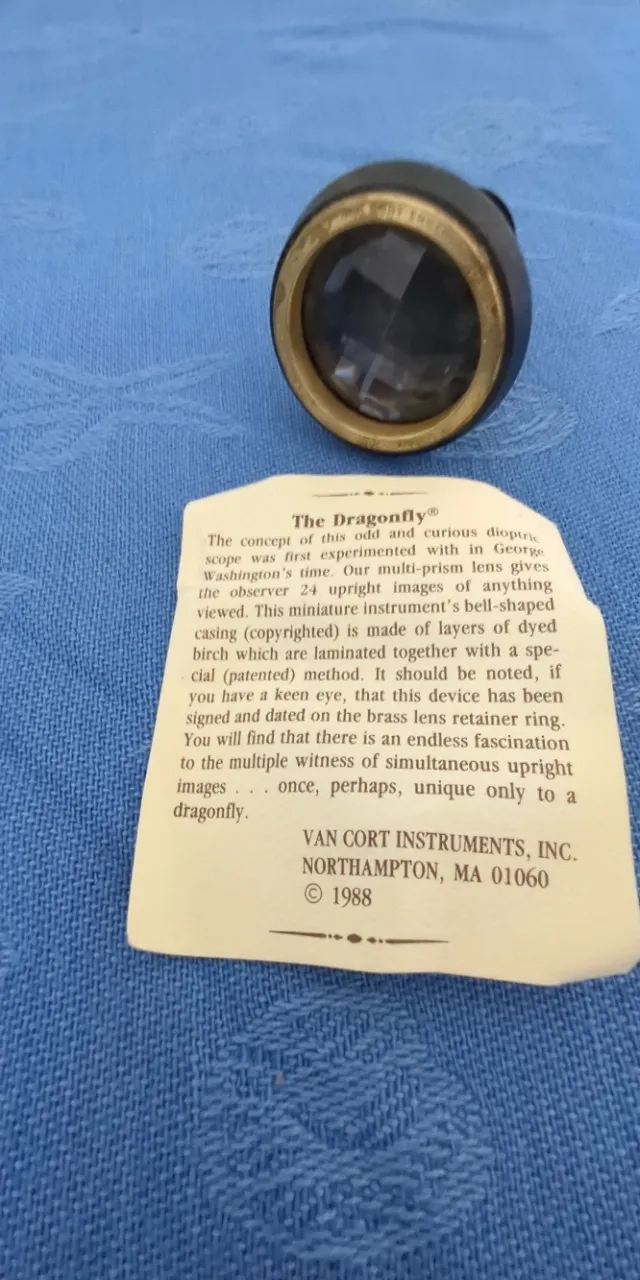 The Dragonfly®
The concept of this odd and curious dioptric
scope was first experimented with in George
Washington's time. Our multi-prism lens gives
the observer 24 upright images of anything
viewed. This miniature instrument's bell-shaped
casing (copyrighted) is made of layers of dyed
birch which are laminated together with a spe-
cial (patented) method. It should be noted, if
you have a keen eye, that this device has been
signed and dated on the brass lens retainer ring.
You will find that there is an endless fascination
to the multiple witness of simultaneous upright
images . . . once, perhaps, unique only to a
dragonfly.
VAN CORT INSTRUMENTS, INC.
NORTHAMPTON, MA 01060
© 1988